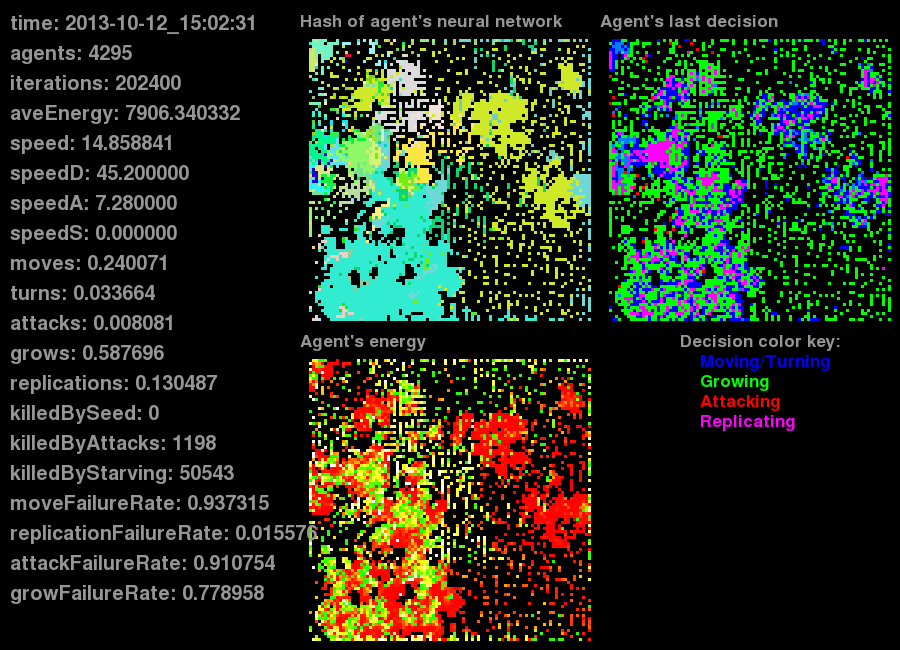 time: 2013-10-12_15:02:31
agents: 4295
iterations: 202400
aveEnergy: 7906.340332
speed: 14.858841
speedD: 45.200000
speedA: 7.280000
speedS: 0.000000
moves: 0.240071
turns: 0.033664
attacks: 0.008081
grows: 0.587696
replications: 0.130487
killedBySeed: 0
killedByAttacks: 1198
killedByStarving: 50543
moveFailureRate: 0.937315
replicationFailureRate: 0.015576
attackFailureRate: 0.910754
growFailureRate: 0.778958
Hash of agent's neural network
Agent's last decision
Agent's energy
Decision color key:
Moving/Turning
Growing
Attacking
Replicating